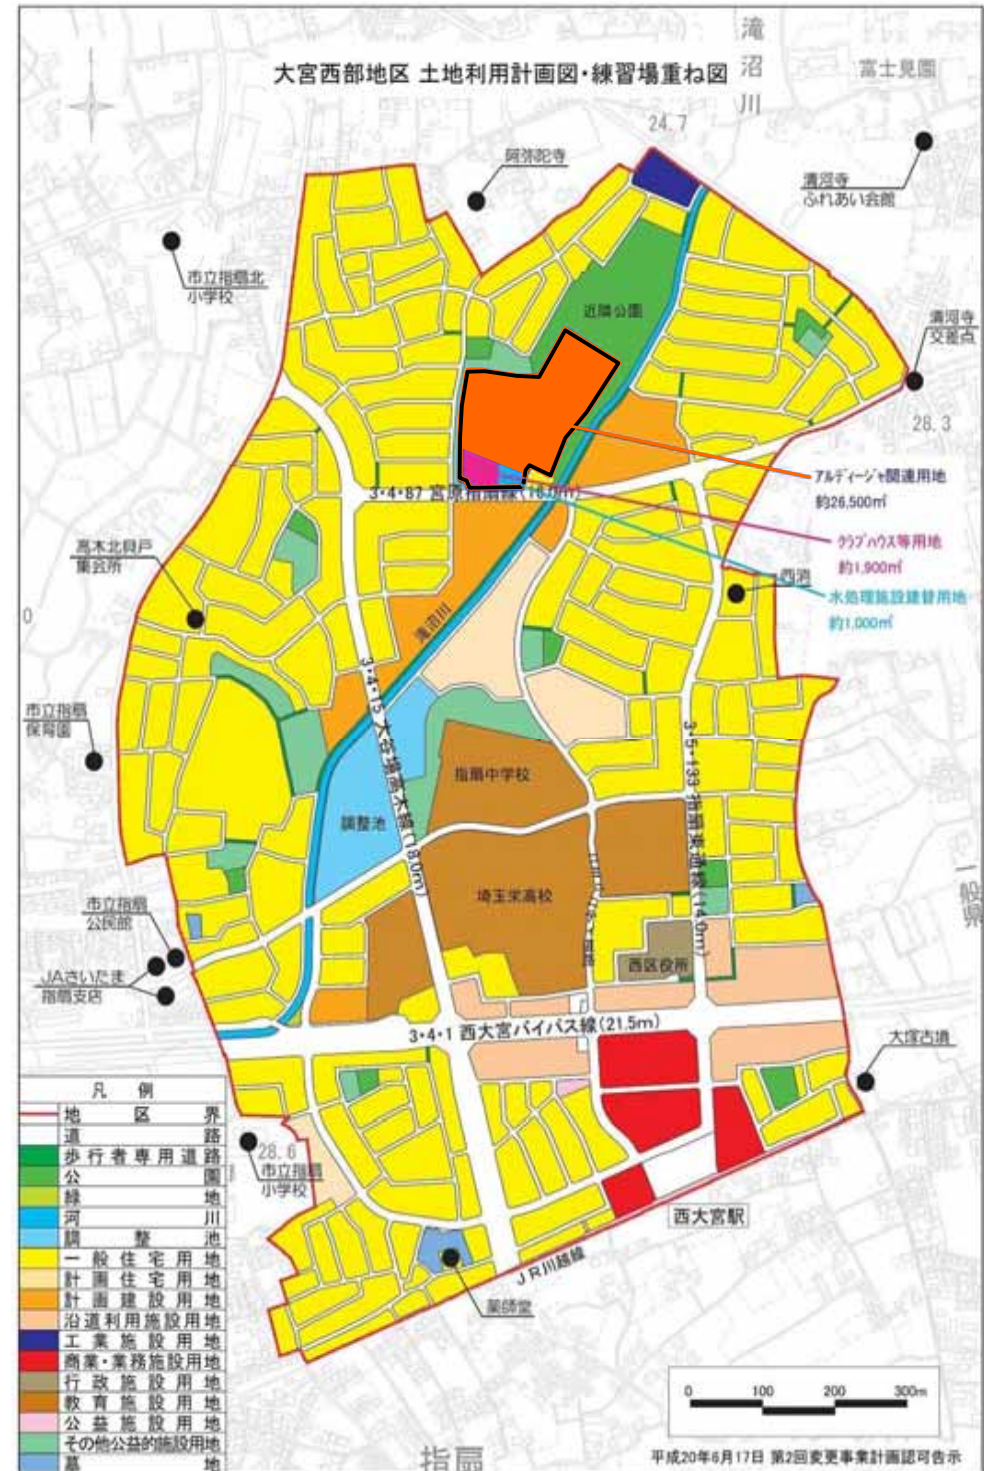 大宮西部地区 土地利用計画図・練習場重ね図
滝沼川
富士見園
24.7
阿弥陀寺
清河寺
ふれあい会館
市立指扇北
小学校
近隣公園
清河寺
交差点
28.3
アルディージャ関連用地
約26,500㎡
3・4・87 宮原指扇線(16.0m)
クラブハウス等用地
約1,900㎡
高木北貝戸
集会所
西渕
水処理施設建替用地
約1,000㎡
0
滝沼川
3・4・15 大谷場高木線(18.0m)
市立指扇
保育園
3・5・133 指扇東通線(14.0m)
指扇中学校
調整池
埼玉栄高校
一般県
市立指扇
公民館
西区役所
JAさいたま
指扇支店
3・4・1 西大宮バイパス線(21.5m)
大塚古墳
凡例
地区界
道路
歩行者専用道路
公園
緑地
河川
調整池
一般住宅用地
計画住宅用地
計画建設用地
沿道利用施設用地
工業施設用地
商業・業務施設用地
行政施設用地
教育施設用地
公益施設用地
その他公益的施設用地
墓地
28.6
市立指扇
小学校
西大宮駅
JR川越線
薬師堂
0 100 200 300m
指扇
平成20年6月17日 第2回変更事業計画認可告示